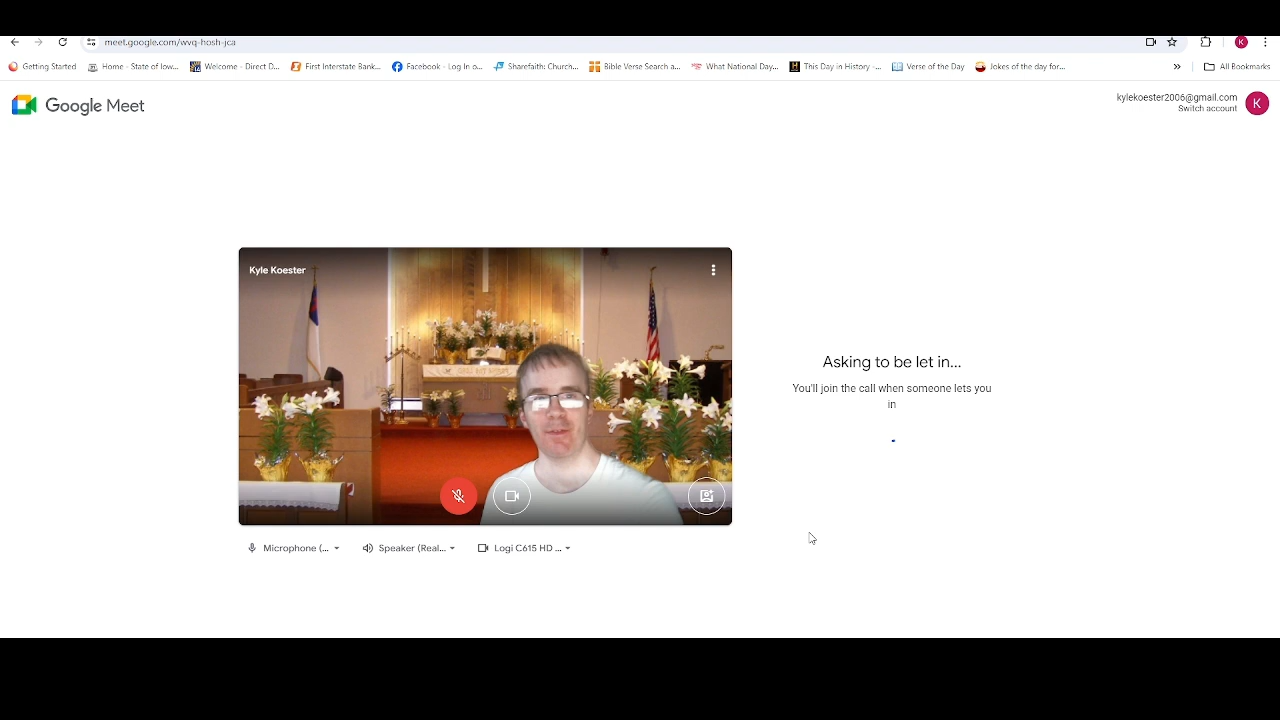 meet.google.com/wvq-hosh-jca
Getting Started Home - State of Iow... Welcome - Direct D... First Interstate Bank... Facebook - Log In o... Sharefaith: Church... Bible Verse Search a... What National Day... This Day in History -... Verse of the Day Jokes of the day for... » All Bookmarks
Google Meet
kylekoester2006@gmail.com
Switch account
K
Kyle Koester
Asking to be let in...
You'll join the call when someone lets you
in
Microphone (... Speaker (Real... Logi C615 HD ...